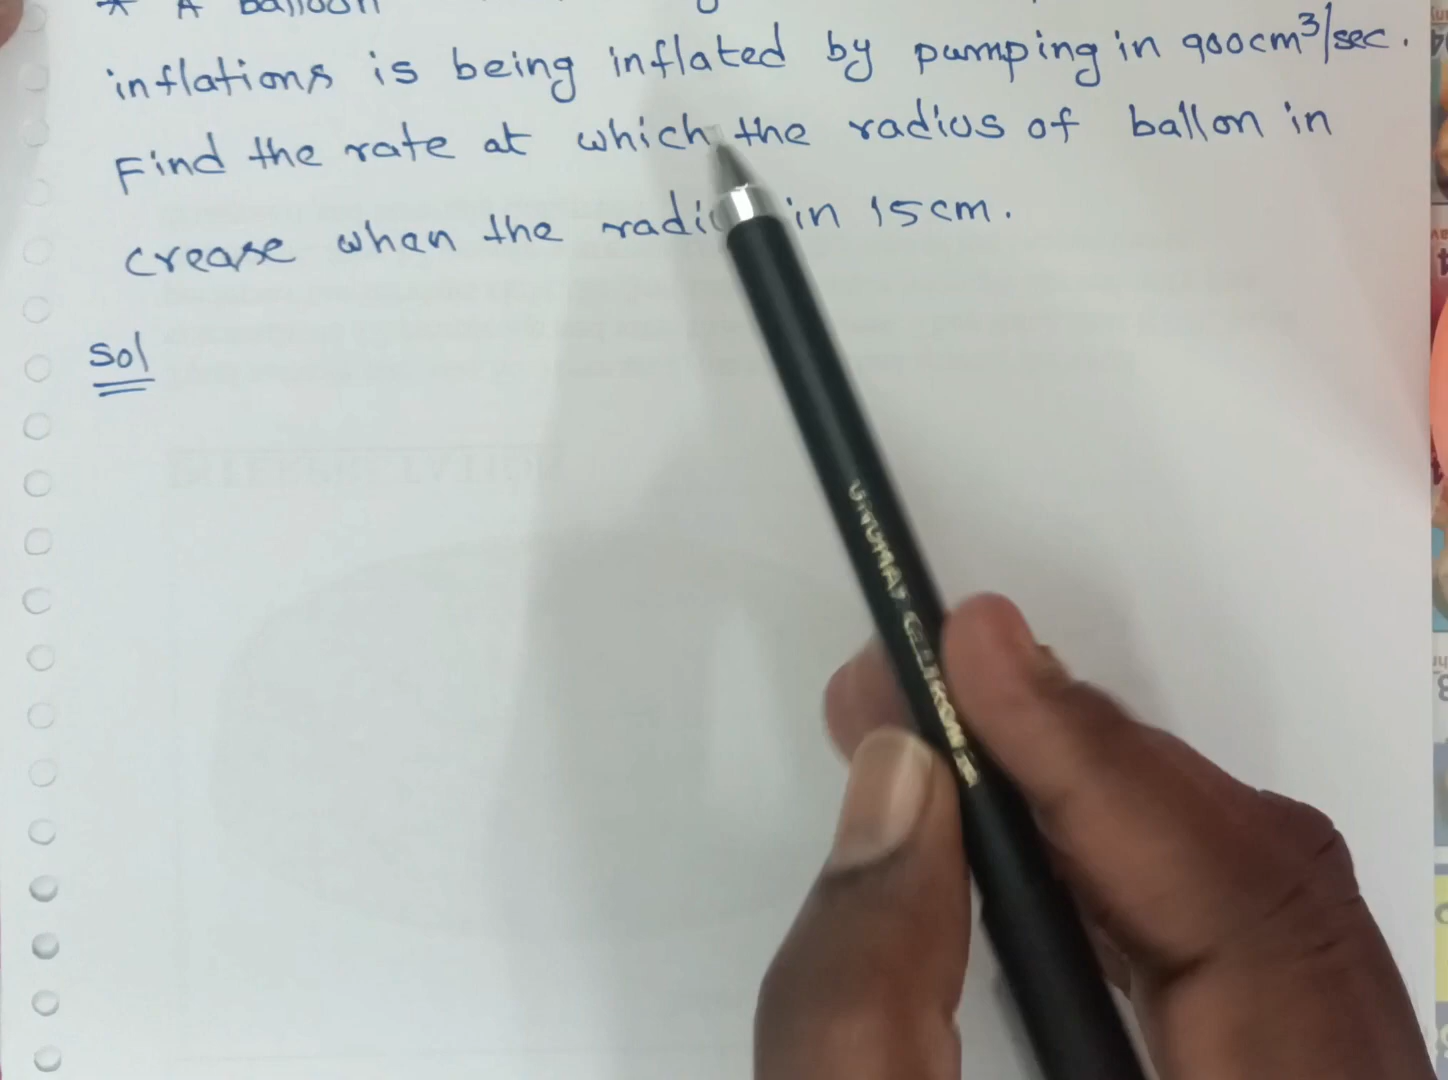 * A balloon
inflations is being inflated by pumping in 900cm³/sec.
Find the rate at which the radius of ballon in
crease when the in 15cm.
Sol